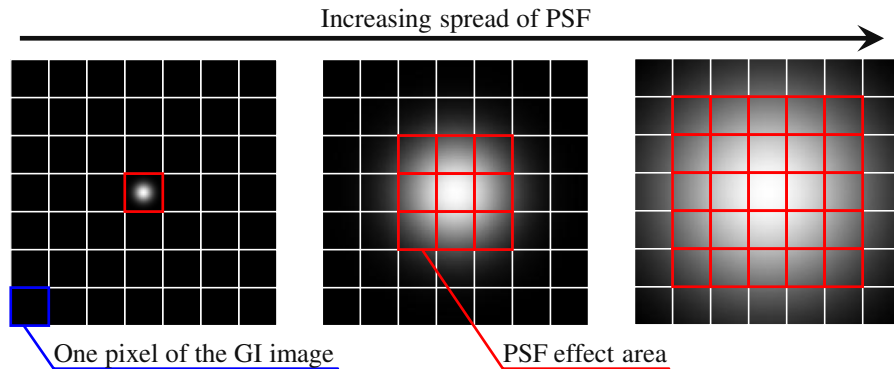 Increasing spread of PSF
One pixel of the GI image
PSF effect area